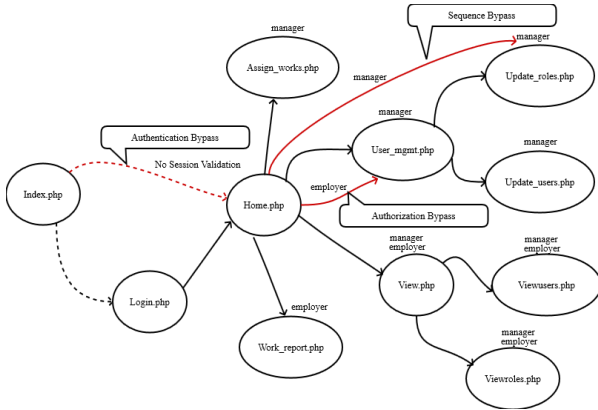 Sequence Bypass
manager
manager
Assign_works.php
manager
manager
Update_roles.php
manager
User_mgmt.php
Authentication Bypass
No Session Validation
manager
Update_users.php
Index.php
employer
Home.php
Authorization Bypass
manager
employer
View.php
manager
employer
Viewusers.php
Login.php
employer
Work_report.php
manager
employer
Viewroles.php